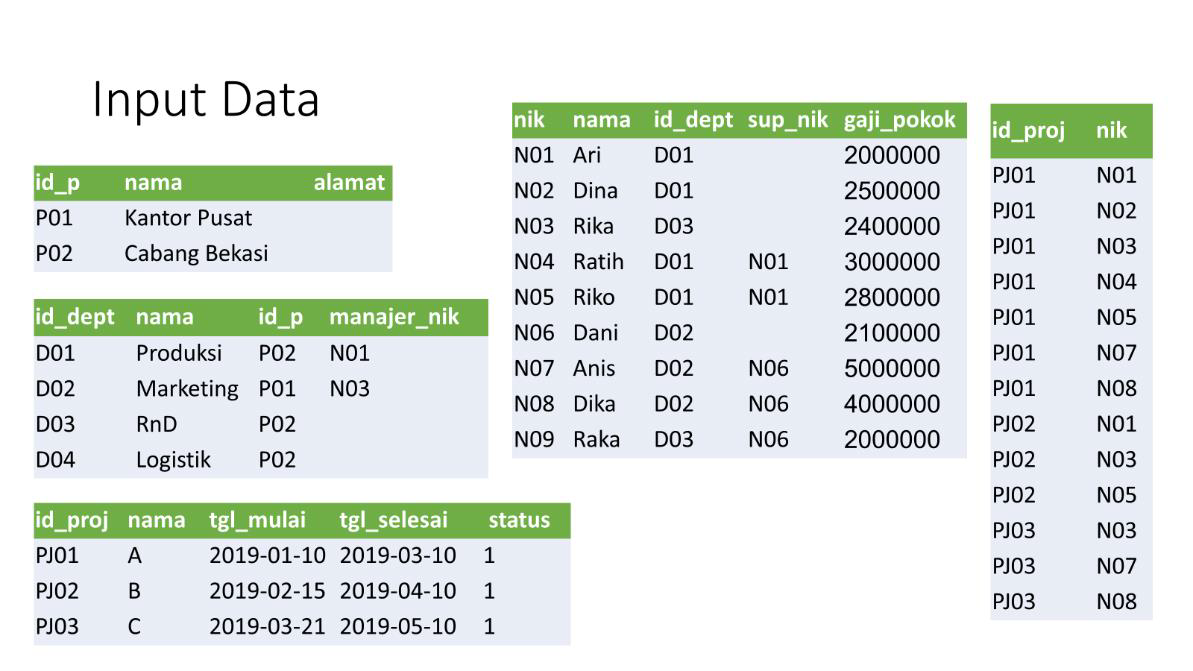 Input Data
id_p nama alamat
P01 Kantor Pusat
P02 Cabang Bekasi
id_dept nama id_p manajer_nik
D01 Produksi P02 N01
D02 Marketing P01 N03
D03 RnD P02
D04 Logistik P02
id_proj nama tgl_mulai tgl_selesai status
PJ01 A 2019-01-10 2019-03-10 1
PJ02 B 2019-02-15 2019-04-10 1
PJ03 C 2019-03-21 2019-05-10 1
nik nama id_dept sup_nik gaji_pokok
N01 Ari D01 2000000
N02 Dina D01 2500000
N03 Rika D03 2400000
N04 Ratih D01 N01 3000000
N05 Riko D01 N01 2800000
N06 Dani D02 2100000
N07 Anis D02 N06 5000000
N08 Dika D02 N06 4000000
N09 Raka D03 N06 2000000
id_proj nik
PJ01 N01
PJ01 N02
PJ01 N03
PJ01 N04
PJ01 N05
PJ01 N07
PJ01 N08
PJ02 N01
PJ02 N03
PJ02 N05
PJ03 N03
PJ03 N07
PJ03 N08